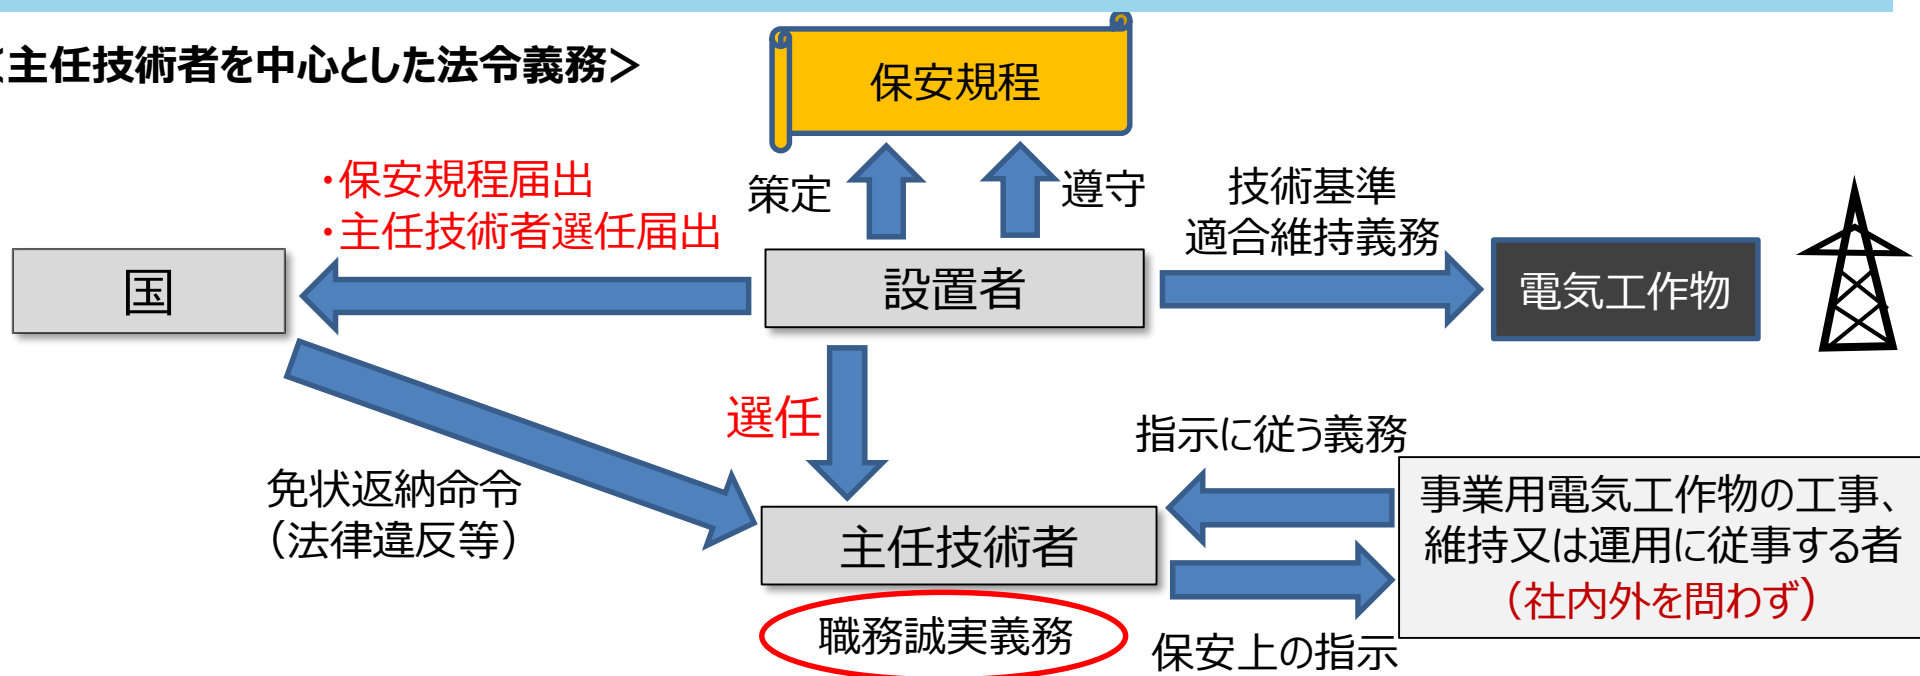 ＜主任技術者を中心とした法令義務＞
保安規程
・保安規程届出
・主任技術者選任届出
策定
遵守
技術基準
適合維持義務
国
設置者
電気工作物
選任
免状返納命令
（法律違反等）
指示に従う義務
事業用電気工作物の工事、
維持又は運用に従事する者
（社内外を問わず）
主任技術者
職務誠実義務
保安上の指示